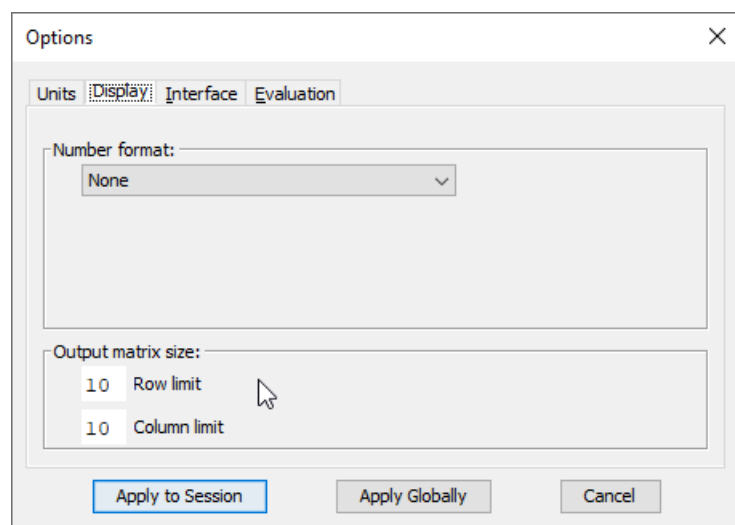 Options
Units Display Interface Evaluation
Number format:
None
Output matrix size:
10 Row limit
10 Column limit
Apply to Session Apply Globally Cancel